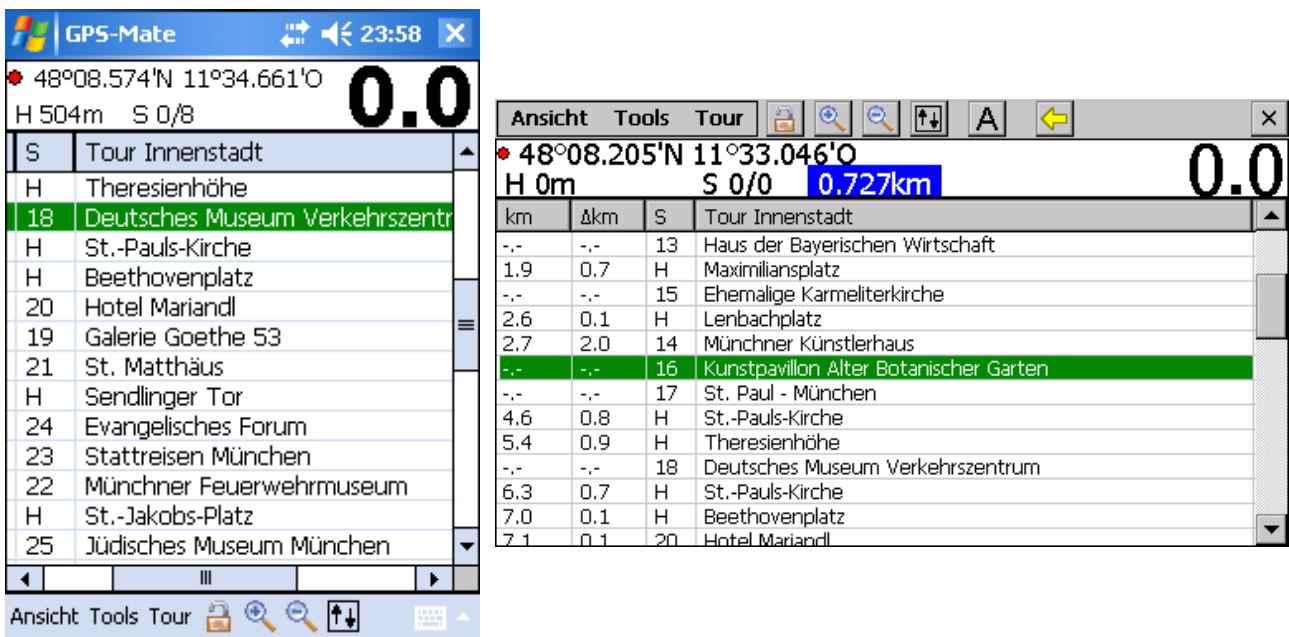 GPS-Mate 23:58
48°08.574'N 11°34.661'O
0.0
H 504m S 0/8
S Tour Innenstadt
H Theresienhöhe
18 Deutsches Museum Verkehrszentr
H St.-Pauls-Kirche
H Beethovenplatz
20 Hotel Mariandl
19 Galerie Goethe 53
21 St. Matthäus
H Sendlinger Tor
24 Evangelisches Forum
23 Stattreisen München
22 Münchner Feuerwehrmuseum
H St.-Jakobs-Platz
25 Jüdisches Museum München
Ansicht Tools Tour
Ansicht Tools Tour A
48°08.205'N 11°33.046'O
0.0
H 0m S 0/0 0.727km
km Δkm S Tour Innenstadt
-.- -.- 13 Haus der Bayerischen Wirtschaft
1.9 0.7 H Maximiliansplatz
-.- -.- 15 Ehemalige Karmeliterkirche
2.6 0.1 H Lenbachplatz
2.7 2.0 14 Münchner Künstlerhaus
-.- -.- 16 Kunstpavillon Alter Botanischer Garten
-.- -.- 17 St. Paul - München
4.6 0.8 H St.-Pauls-Kirche
5.4 0.9 H Theresienhöhe
-.- -.- 18 Deutsches Museum Verkehrszentrum
6.3 0.7 H St.-Pauls-Kirche
7.0 0.1 H Beethovenplatz
7.1 0.1 20 Hotel Mariandl